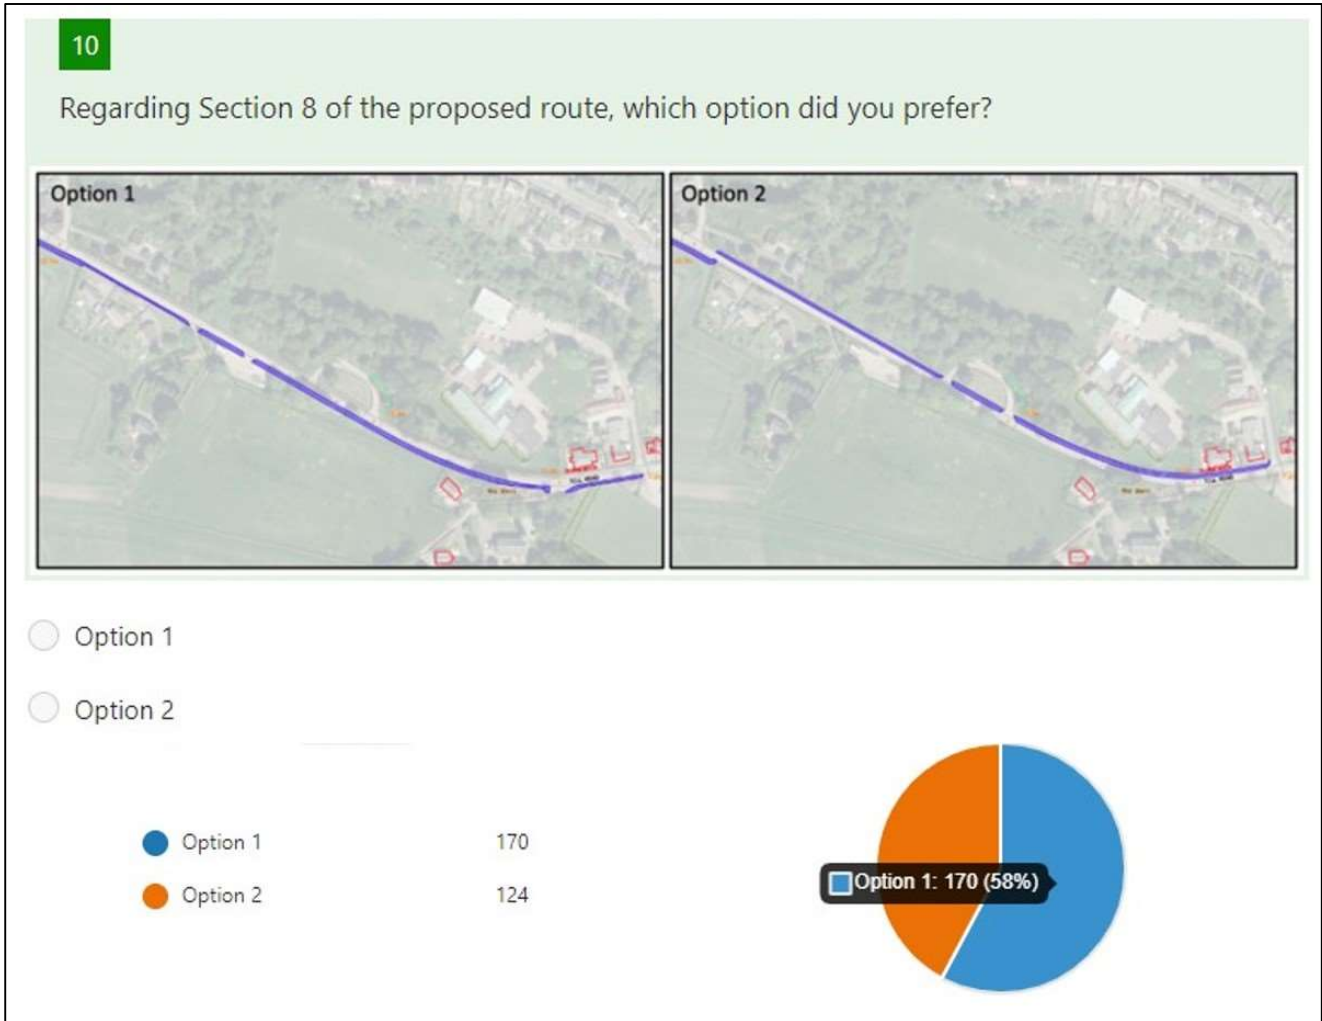 10
Regarding Section 8 of the proposed route, which option did you prefer?
Option 1
Option 2
Option 1
Option 2
Option 1 170
Option 2 124
Option 1: 170 (58%)